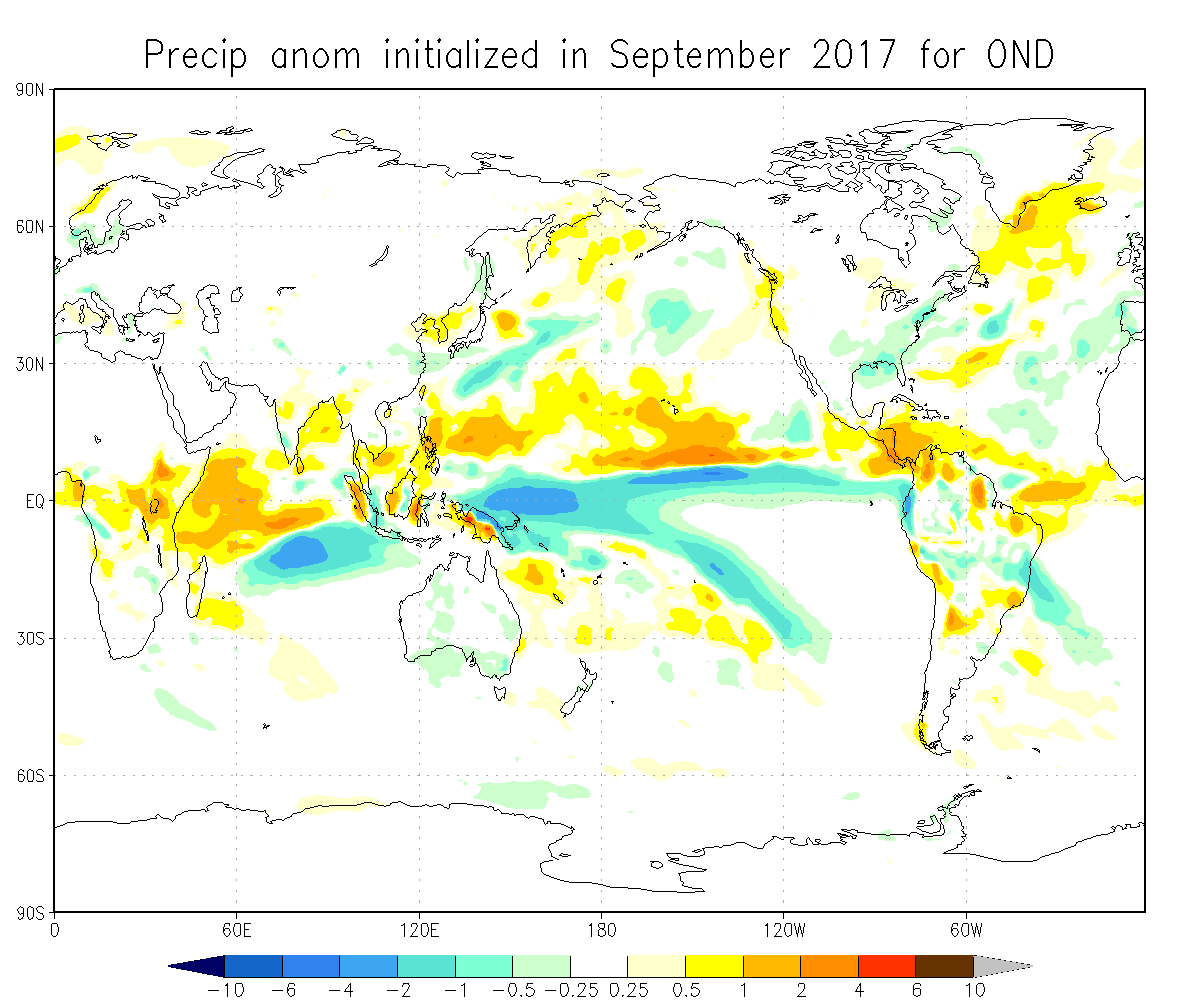 Precip anom initialized in September 2017 for OND
90N
60N
30N
EQ
30S
60S
90S
0 60E 120E 180 120W 60W
-10 -6 -4 -2 -1 -0.5 -0.25 0.25 0.5 1 2 4 6 10